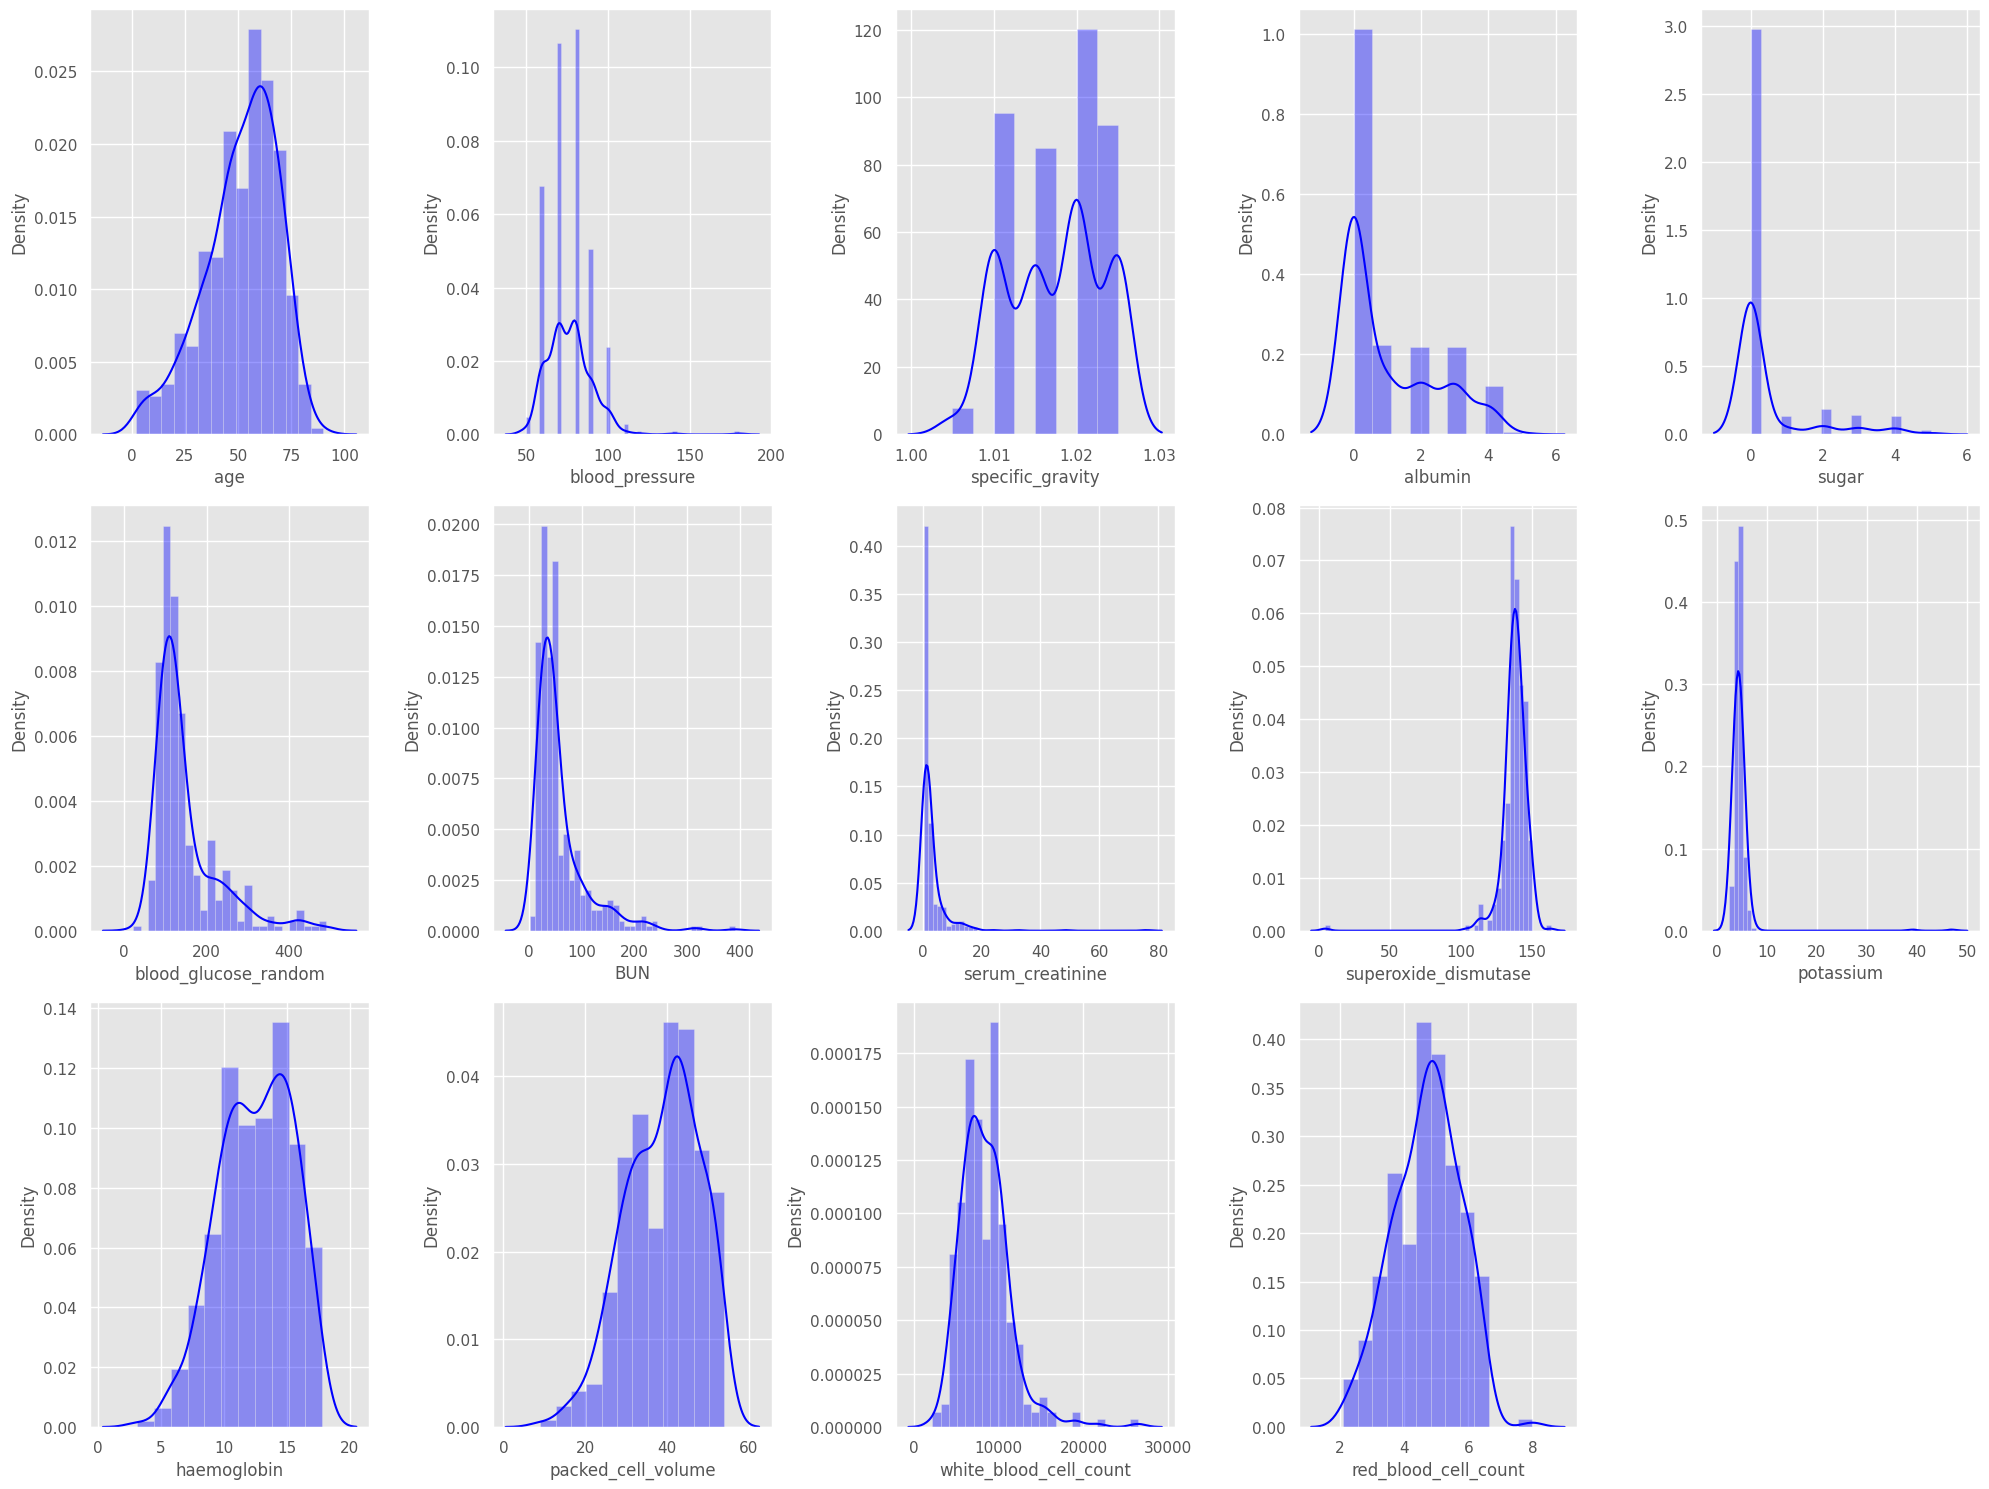 Density
0.025
0.020
0.015
0.010
0.005
0.000
0 25 50 75 100
age
Density
0.10
0.08
0.06
0.04
0.02
0.00
50 100 150 200
blood_pressure
Density
120
100
80
60
40
20
0
1.00 1.01 1.02 1.03
specific_gravity
Density
1.0
0.8
0.6
0.4
0.2
0.0
0 2 4 6
albumin
Density
3.0
2.5
2.0
1.5
1.0
0.5
0.0
0 2 4 6
sugar
Density
0.012
0.010
0.008
0.006
0.004
0.002
0.000
0 200 400
blood_glucose_random
Density
0.0200
0.0175
0.0150
0.0125
0.0100
0.0075
0.0050
0.0025
0.0000
0 100 200 300 400
BUN
Density
0.40
0.35
0.30
0.25
0.20
0.15
0.10
0.05
0.00
0 20 40 60 80
serum_creatinine
Density
0.08
0.07
0.06
0.05
0.04
0.03
0.02
0.01
0.00
0 50 100 150
superoxide_dismutase
Density
0.5
0.4
0.3
0.2
0.1
0.0
0 10 20 30 40 50
potassium
Density
0.14
0.12
0.10
0.08
0.06
0.04
0.02
0.00
0 5 10 15 20
haemoglobin
Density
0.04
0.03
0.02
0.01
0.00
0 20 40 60
packed_cell_volume
Density
0.000175
0.000150
0.000125
0.000100
0.000075
0.000050
0.000025
0.000000
0 10000 20000 30000
white_blood_cell_count
Density
0.40
0.35
0.30
0.25
0.20
0.15
0.10
0.05
0.00
2 4 6 8
red_blood_cell_count